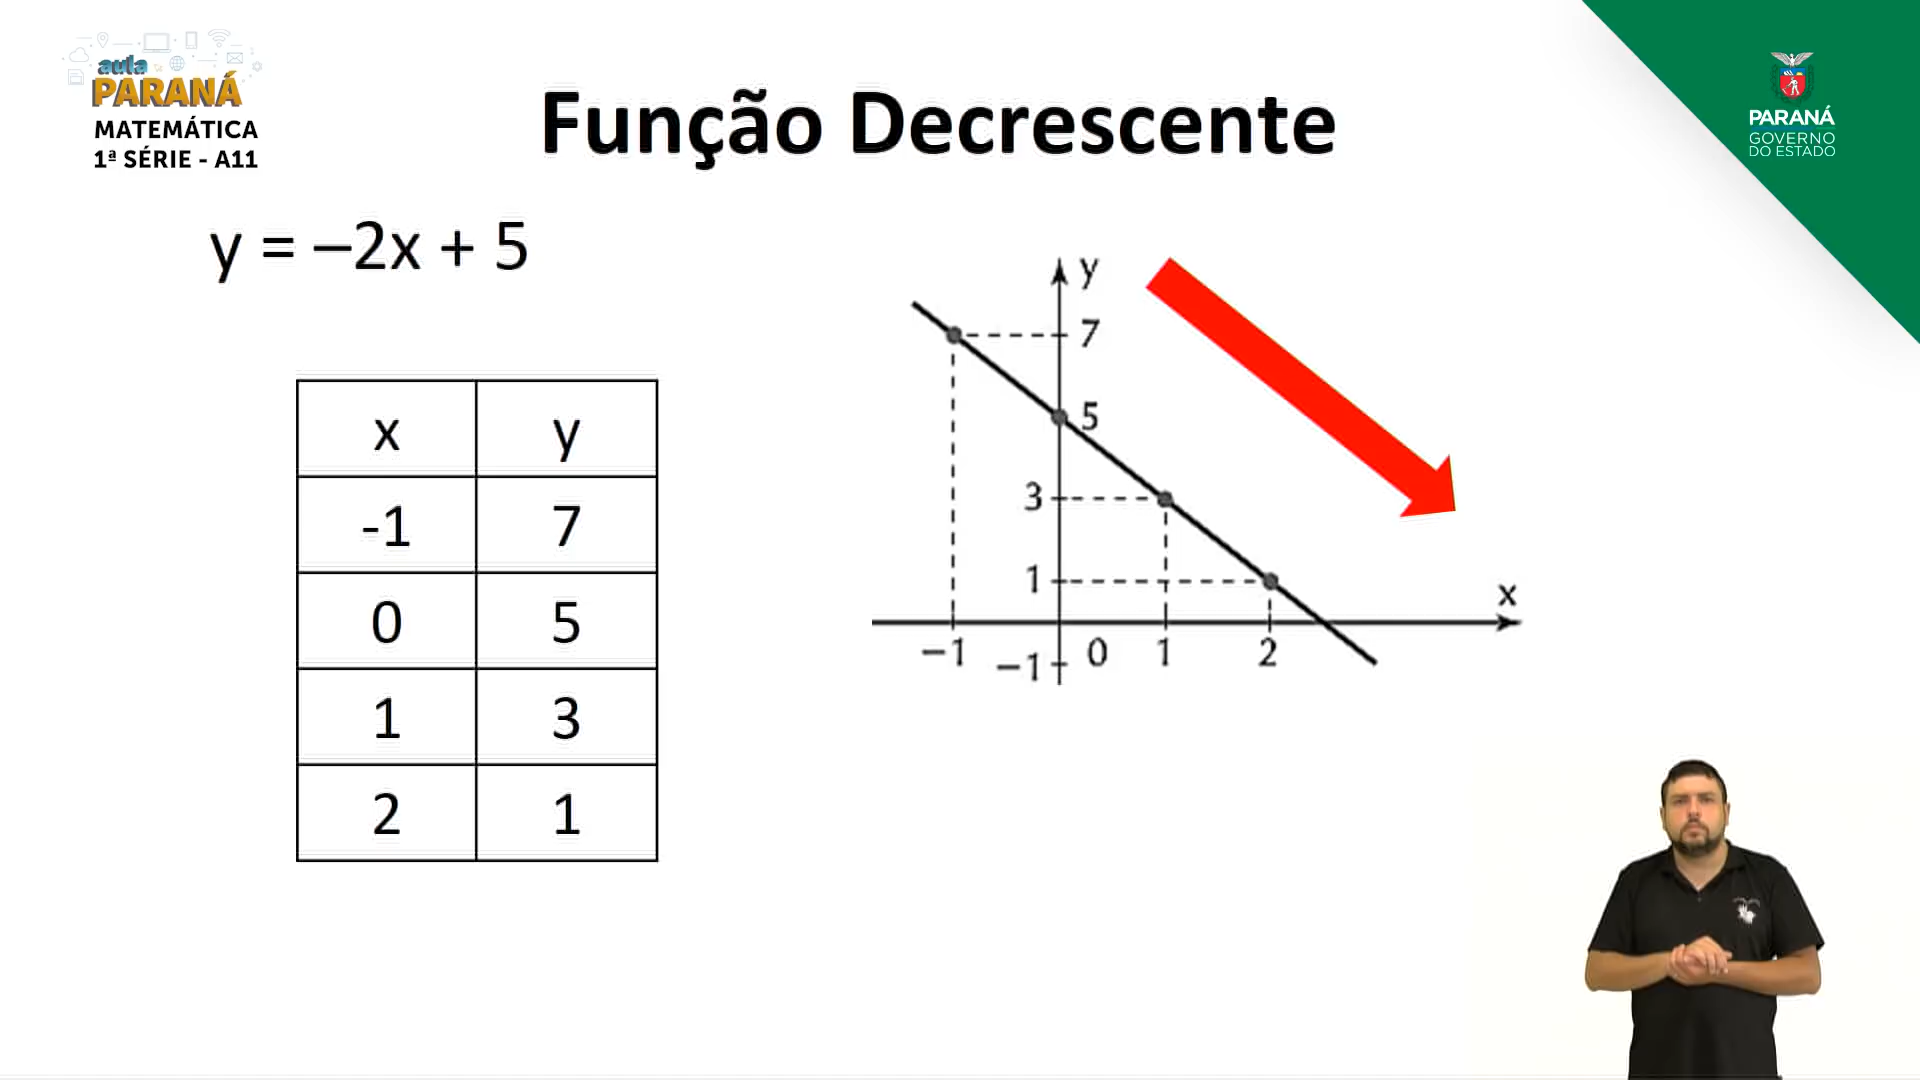 aula
PARANÁ
MATEMÁTICA
1ª SÉRIE - A11
Função Decrescente
PARANÁ
GOVERNO
DO ESTADO
y = –2x + 5
x y
-1 7
0 5
1 3
2 1
y
7
5
3
1
x
–1 0 1 2
–1